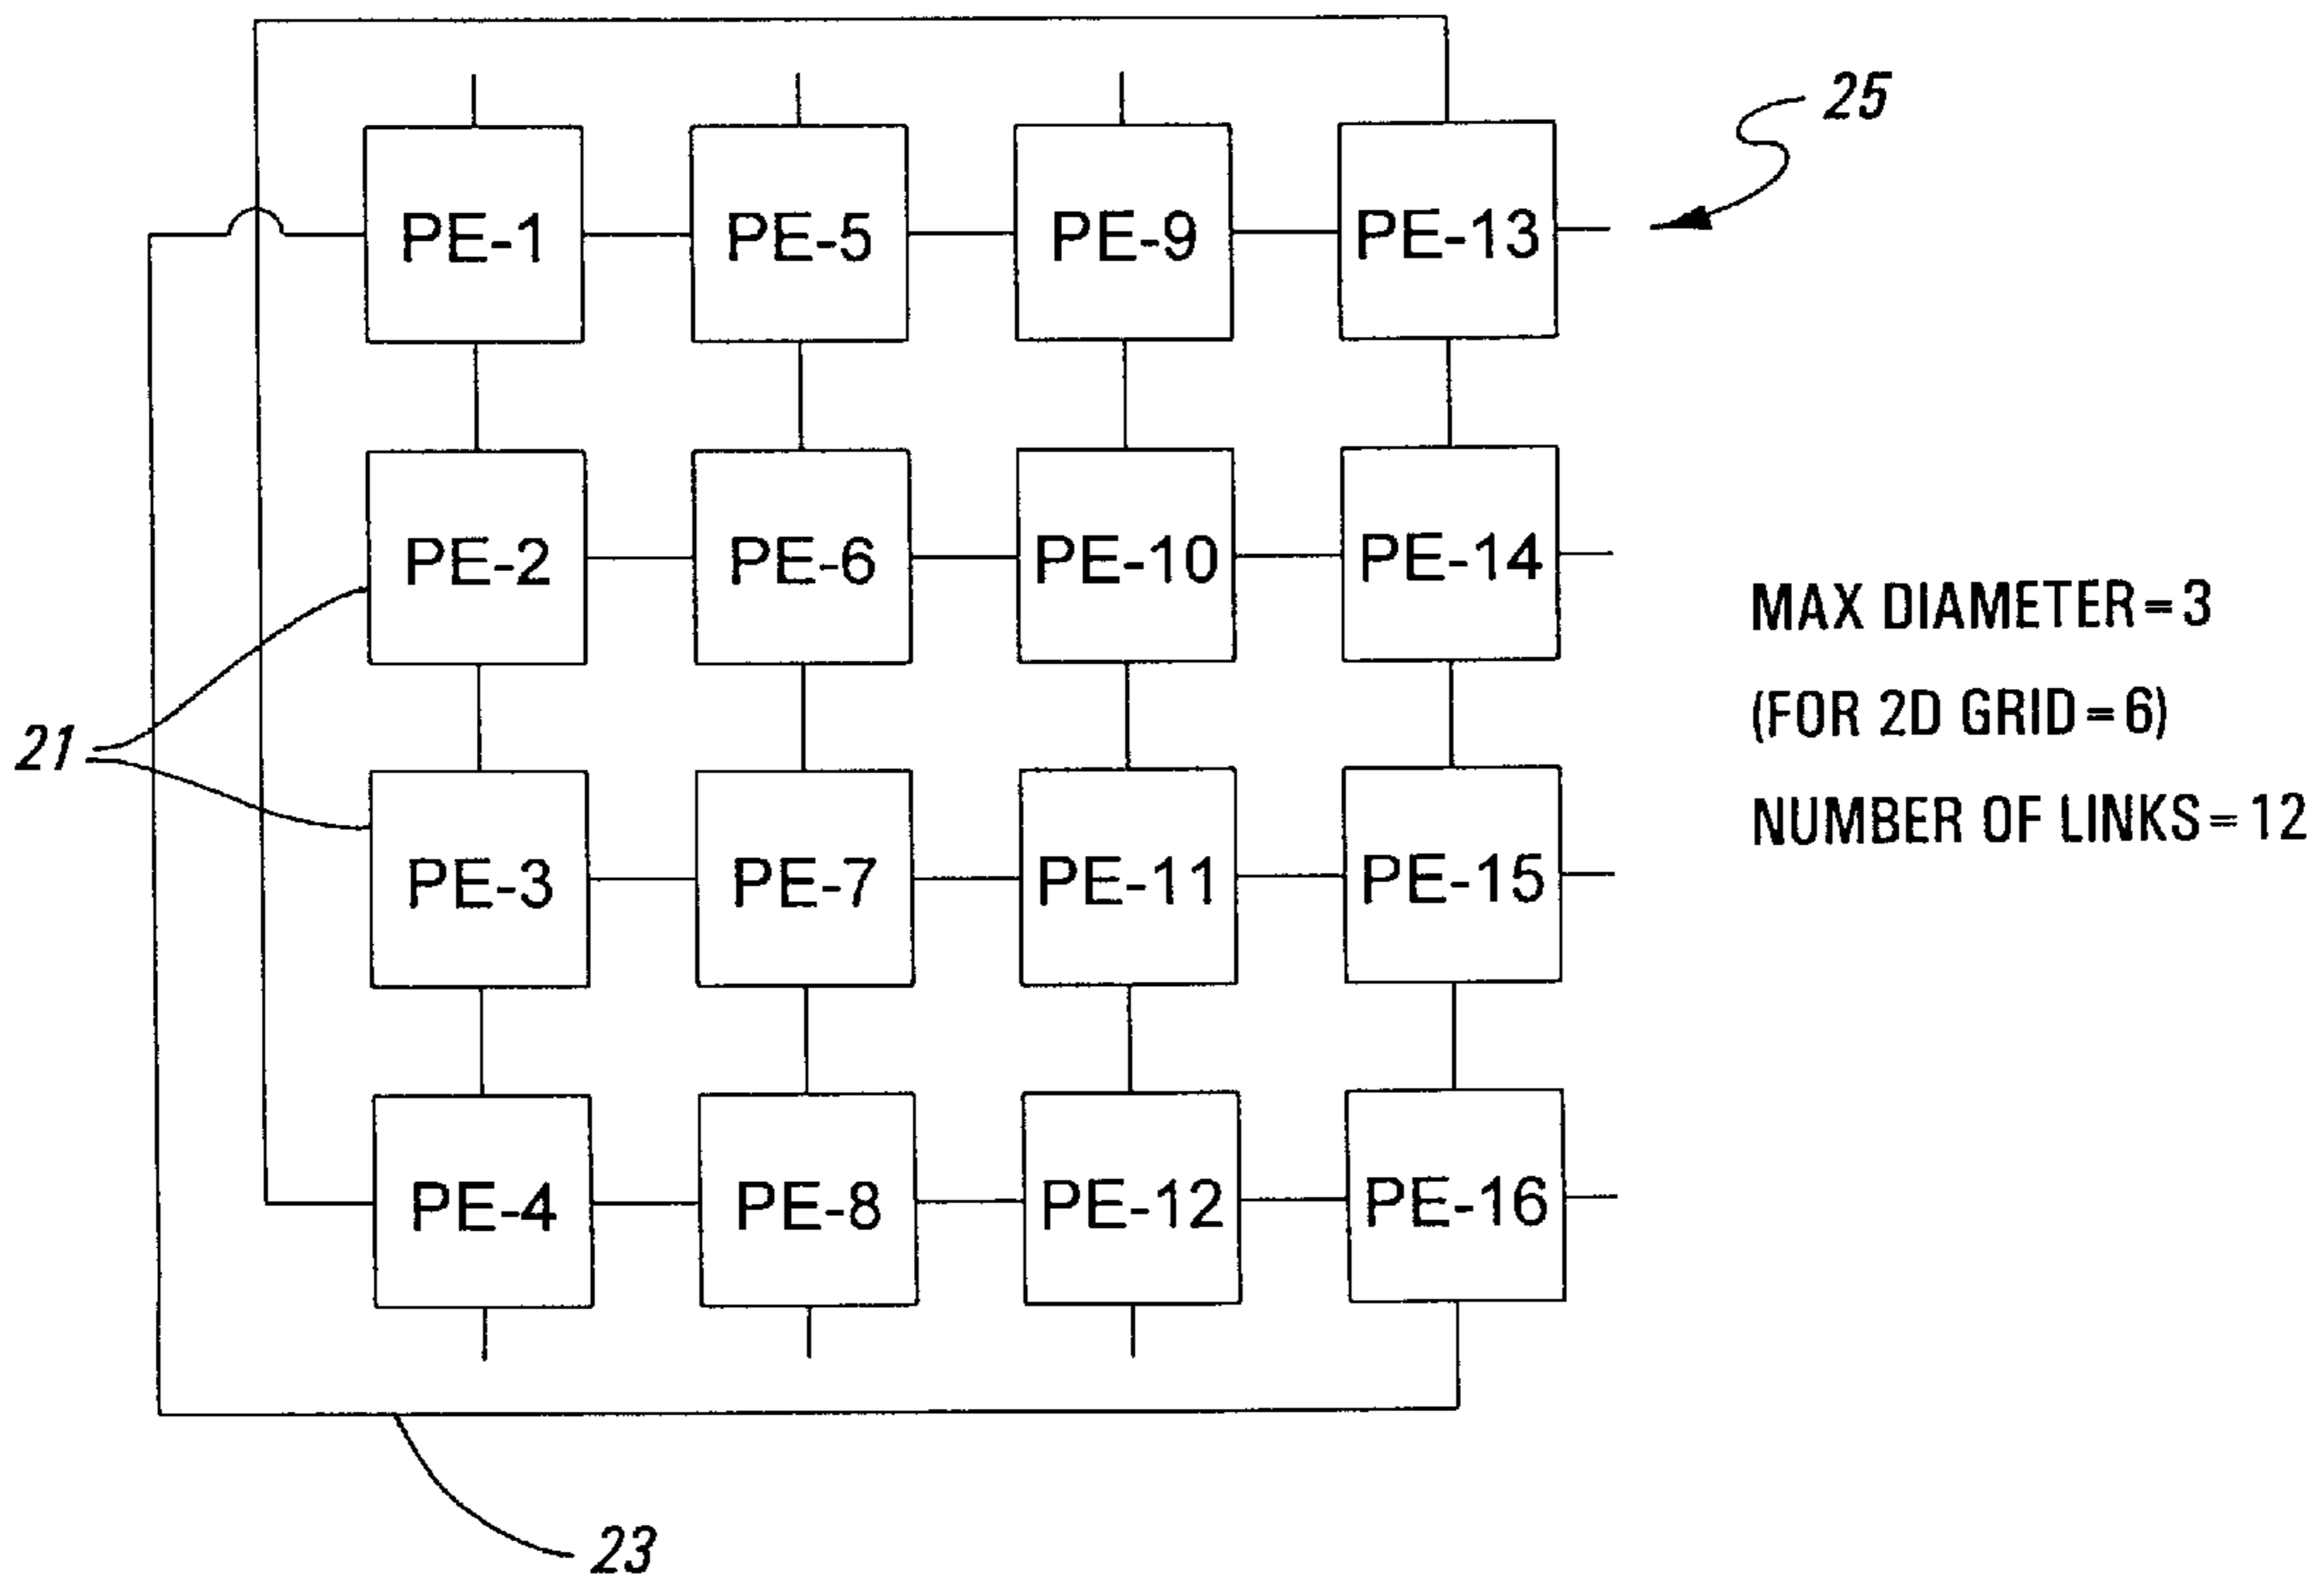 25
PE-1 PE-5 PE-9 PE-13
PE-2 PE-6 PE-10 PE-14
MAX DIAMETER=3
(FOR 2D GRID=6)
NUMBER OF LINKS=12
21
PE-3 PE-7 PE-11 PE-15
PE-4 PE-8 PE-12 PE-16
23